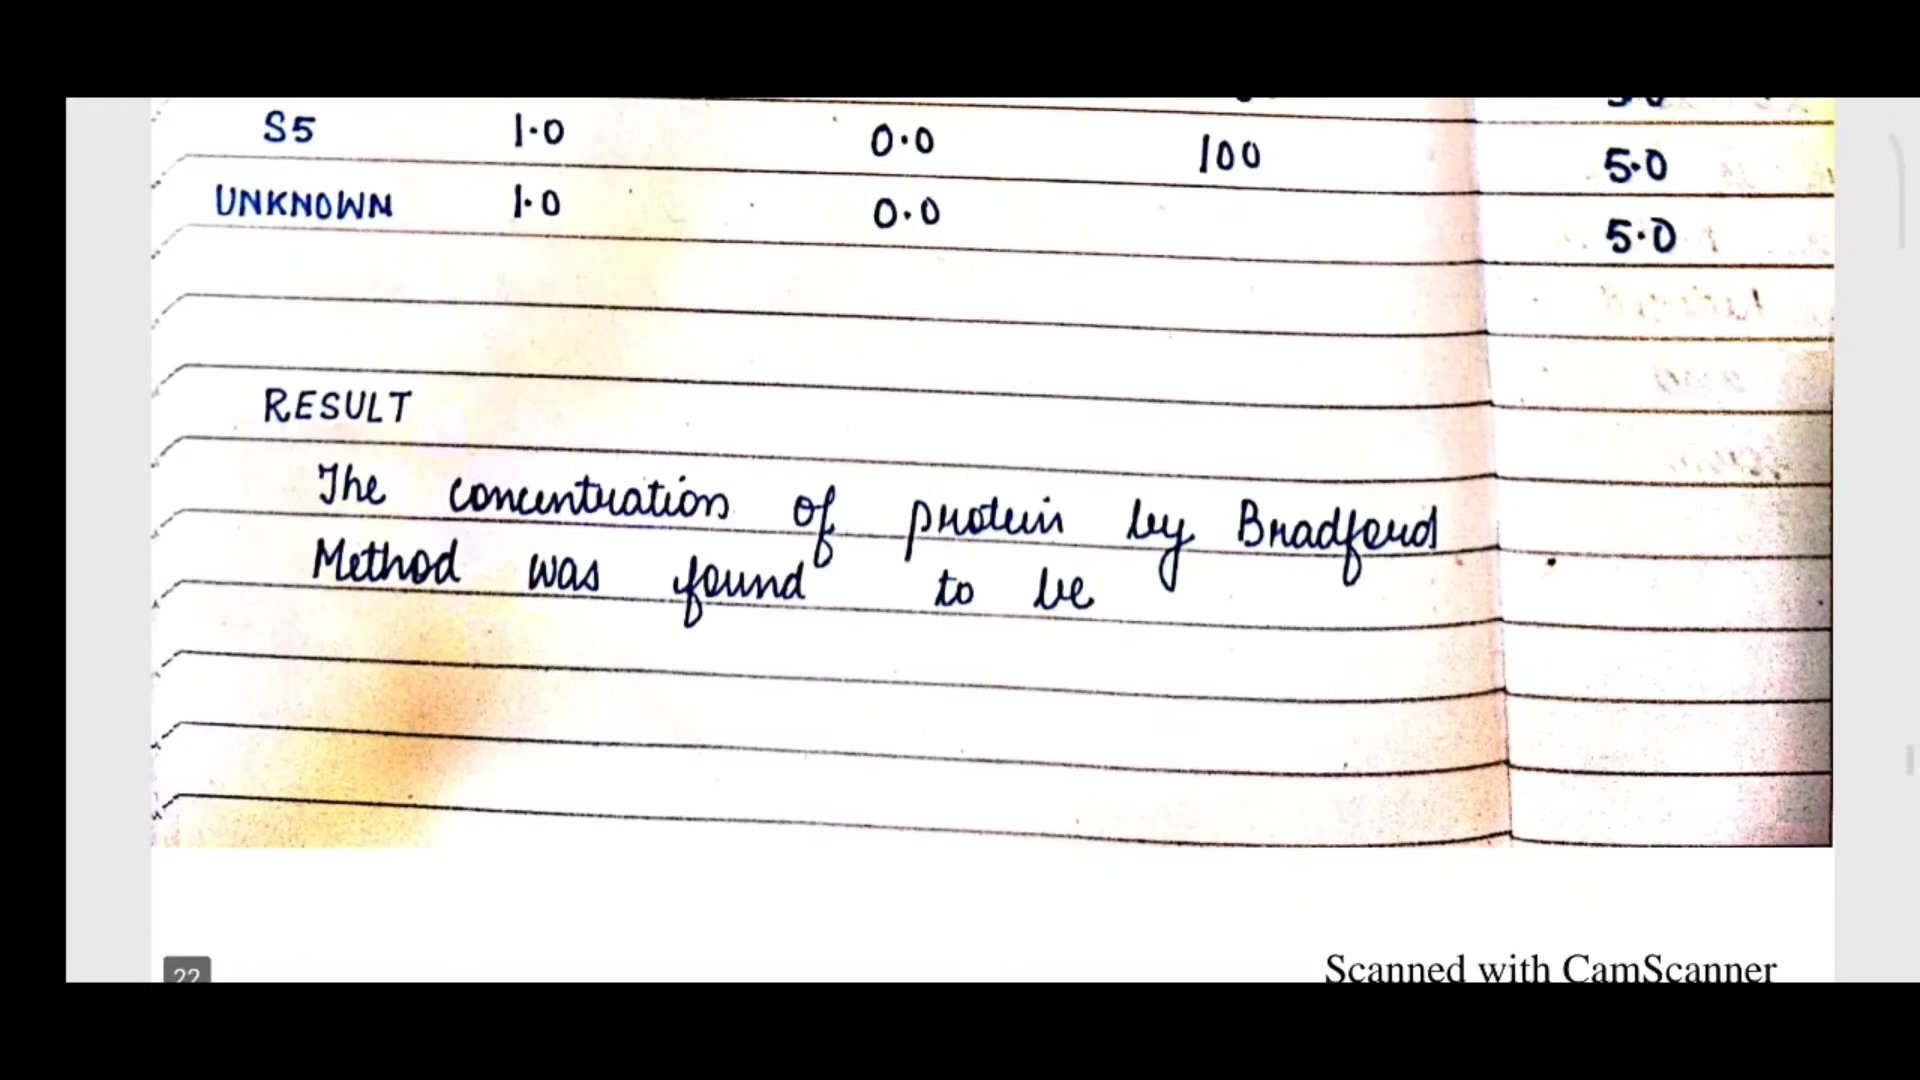 S5 1.0 0.0 100 5.0
UNKNOWN 1.0 0.0 5.0
RESULT
The concentration of protein by Bradford
Method was found to be
22
Scanned with CamScanner